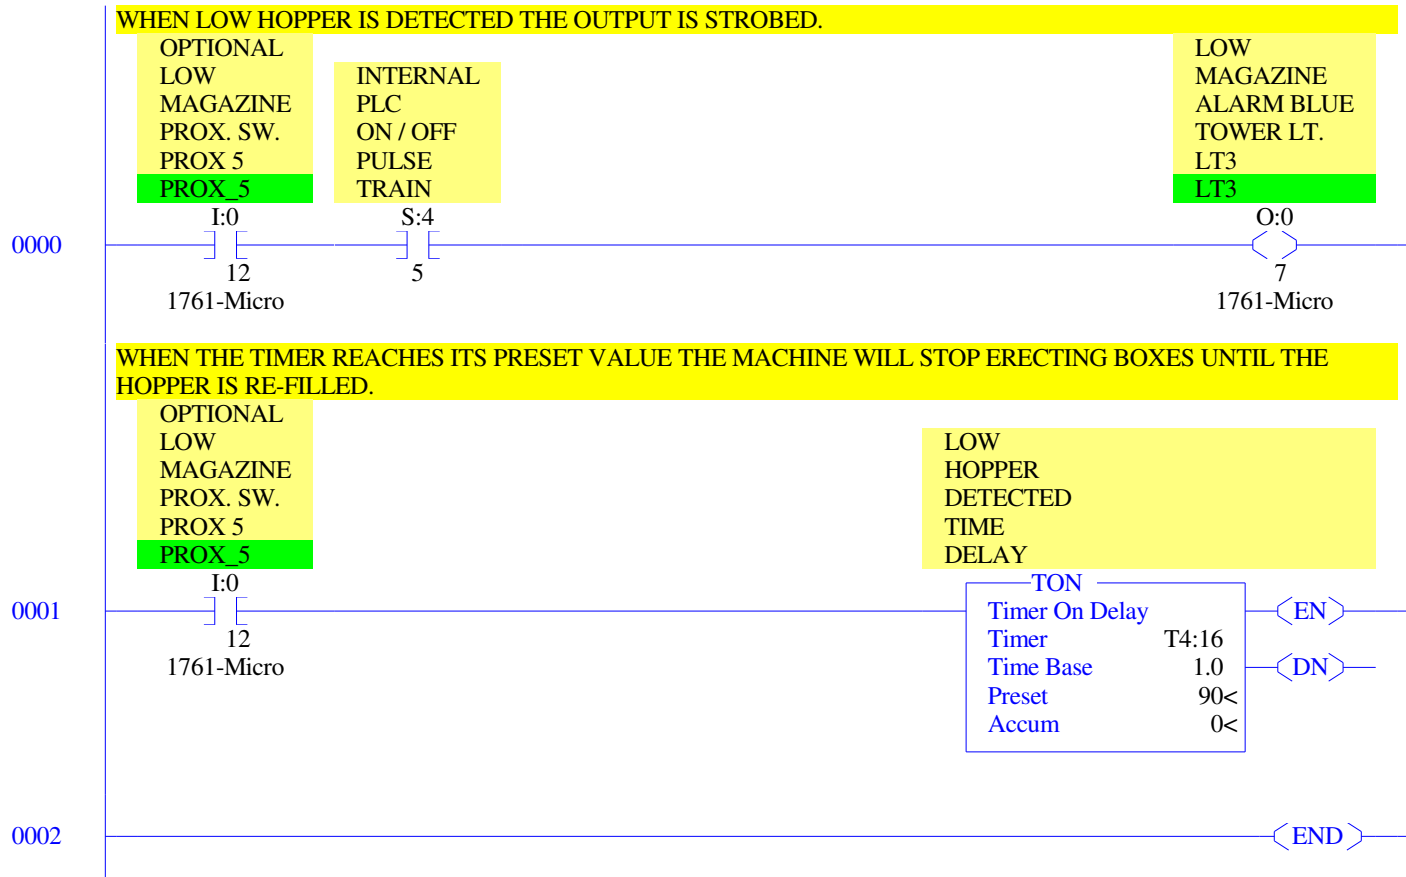 WHEN LOW HOPPER IS DETECTED THE OUTPUT IS STROBED.
OPTIONAL
LOW
MAGAZINE
PROX. SW.
PROX 5
PROX_5
I:0
12
1761-Micro
INTERNAL
PLC
ON / OFF
PULSE
TRAIN
S:4
5
LOW
MAGAZINE
ALARM BLUE
TOWER LT.
LT3
LT3
O:0
7
1761-Micro
0000
WHEN THE TIMER REACHES ITS PRESET VALUE THE MACHINE WILL STOP ERECTING BOXES UNTIL THE
HOPPER IS RE-FILLED.
OPTIONAL
LOW
MAGAZINE
PROX. SW.
PROX 5
PROX_5
I:0
12
1761-Micro
LOW
HOPPER
DETECTED
TIME
DELAY
0001
TON
Timer On Delay
Timer T4:16
Time Base 1.0
Preset 90<
Accum 0<
EN
DN
0002
END